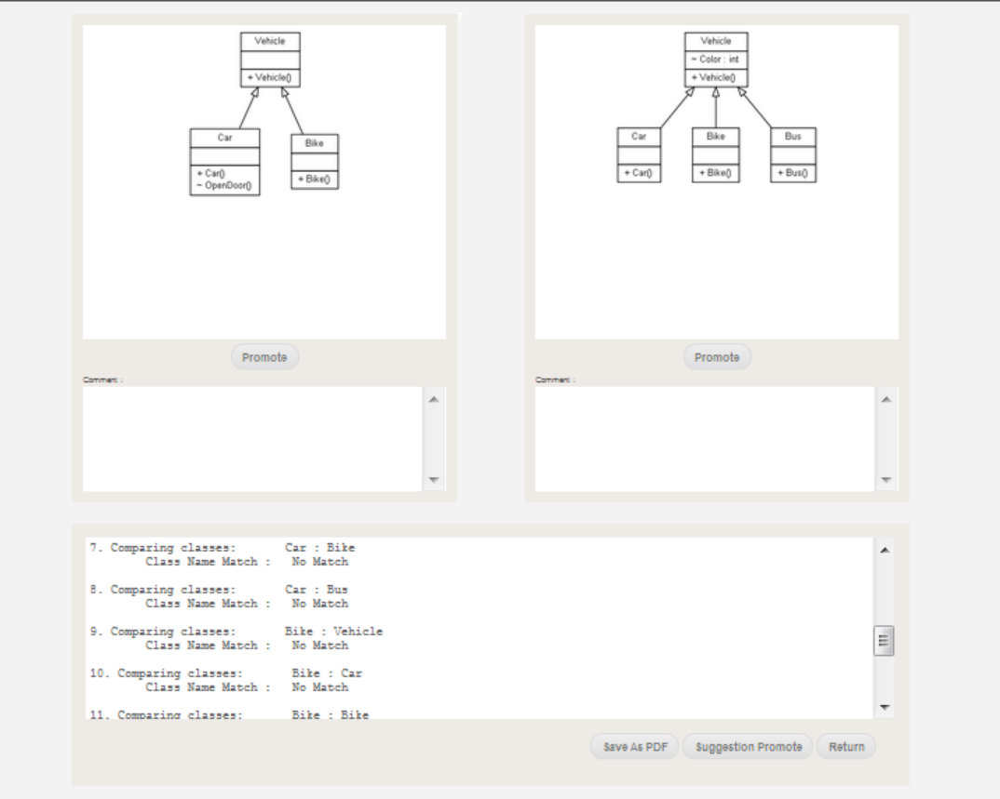 Vehicle
+ Vehicle()
Car
+ Car()
~ OpenDoor()
Bike
+ Bike()
Promote
Comment :
Vehicle
~ Color : int
+ Vehicle()
Car
+ Car()
Bike
+ Bike()
Bus
+ Bus()
Promote
Comment :
7. Comparing classes: Car : Bike
Class Name Match : No Match
8. Comparing classes: Car : Bus
Class Name Match : No Match
9. Comparing classes: Bike : Vehicle
Class Name Match : No Match
10. Comparing classes: Bike : Car
Class Name Match : No Match
11. Comparing classes: Bike : Bike
Save As PDF
Suggestion Promote
Return